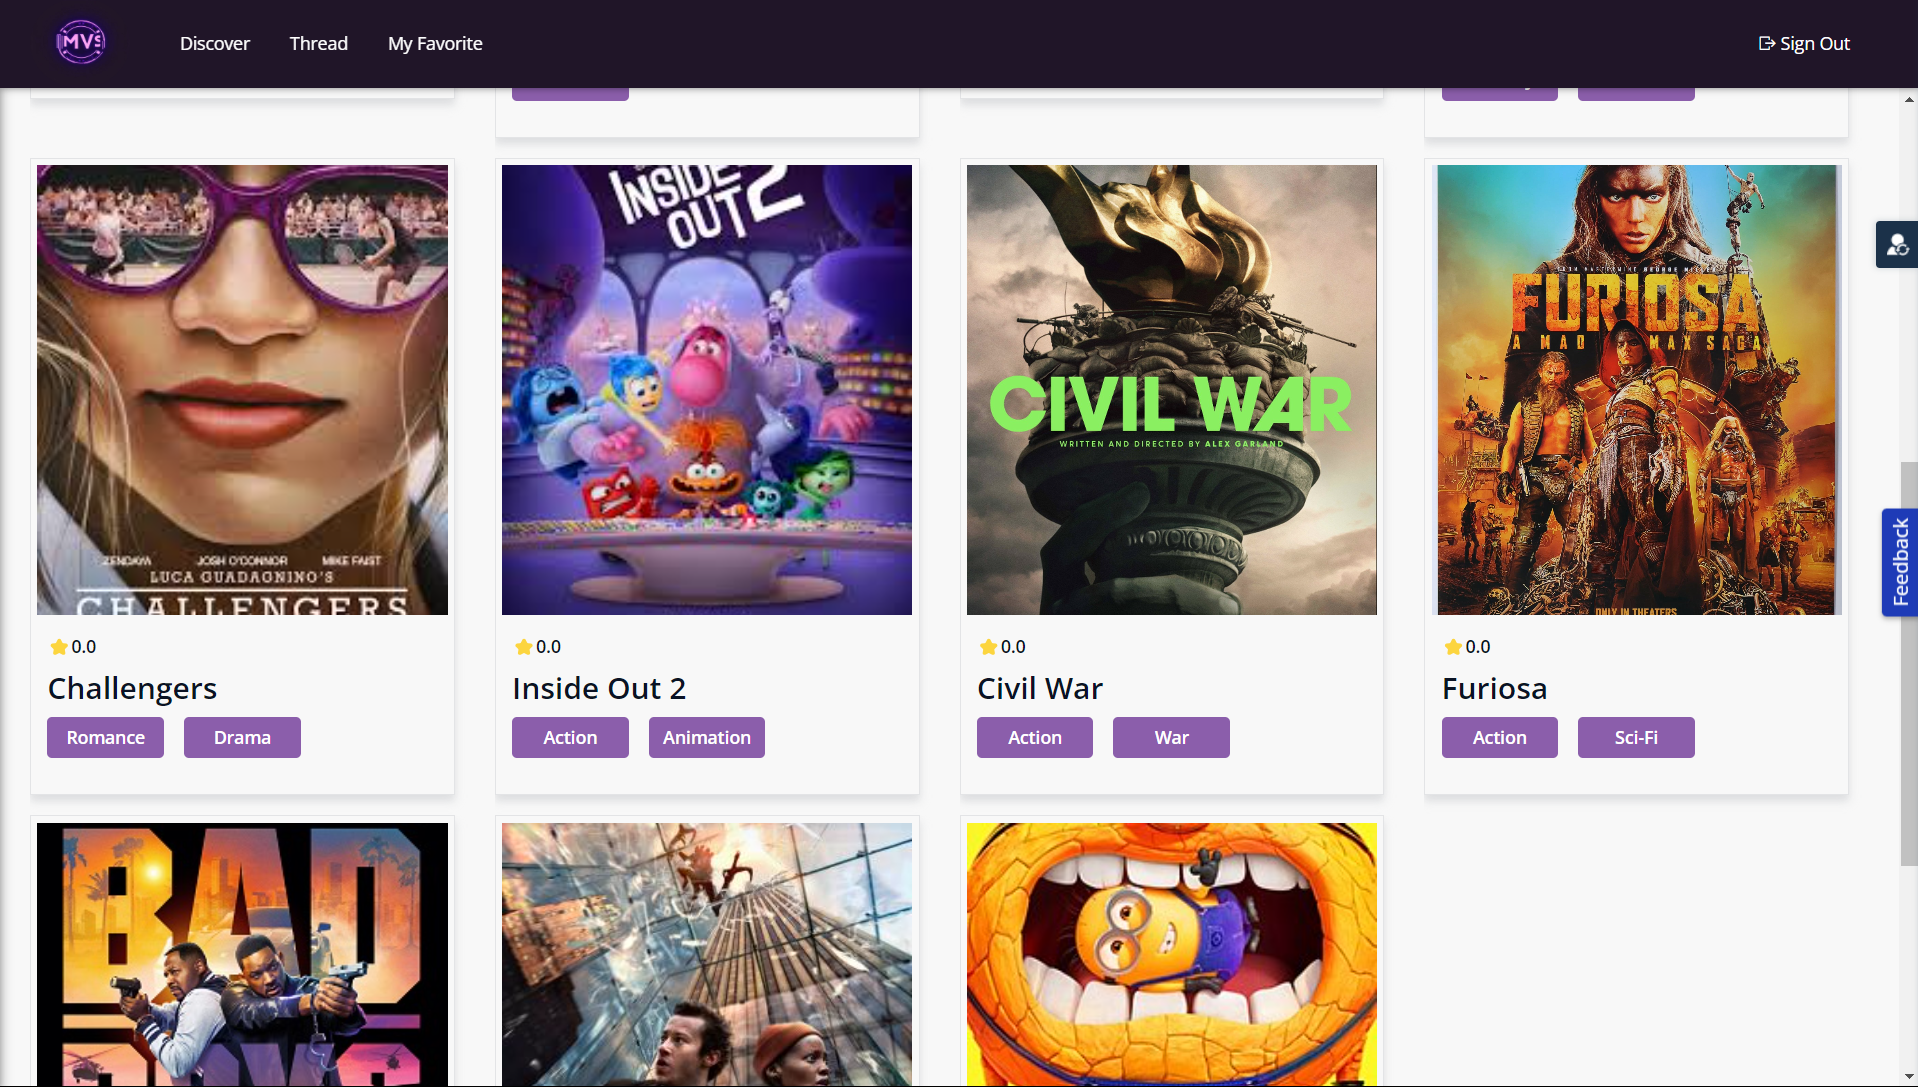 MVs
Discover
Thread
My Favorite
Sign Out
ZENDAYA JOSH O'CONNOR MIKE FAIST
LUCA GUADAGNINO'S
CHALLENGERS
INSIDE
OUT 2
CIVIL WAR
WRITTEN AND DIRECTED BY ALEX GARLAND
FURIOSA
A MAD MAX SAGA
ONLY IN THEATERS
0.0
Challengers
Romance
Drama
0.0
Inside Out 2
Action
Animation
0.0
Civil War
Action
War
0.0
Furiosa
Action
Sci-Fi
Feedback
BAD
BOYS